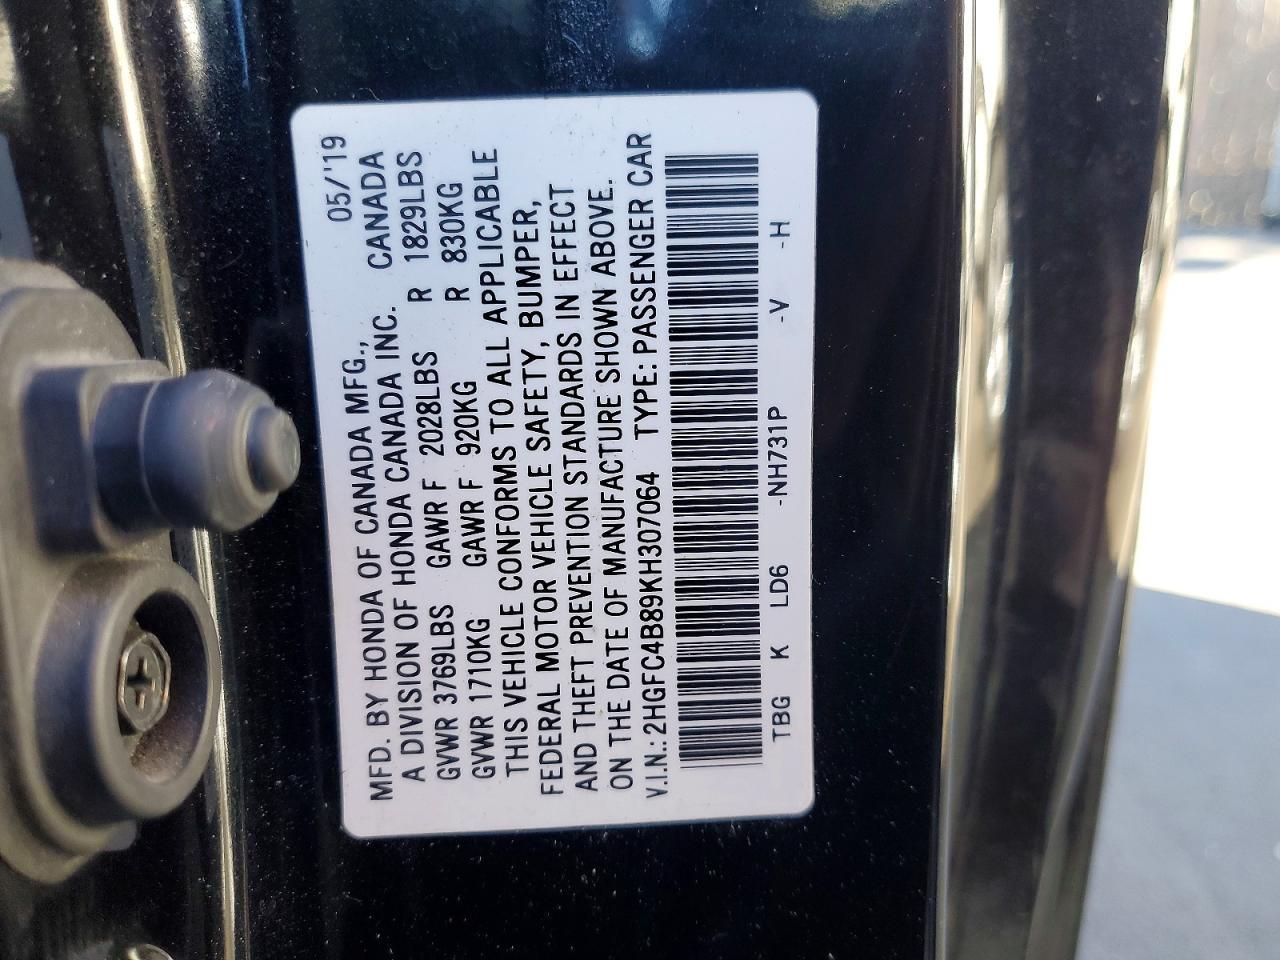 05/'19
MFD. BY HONDA OF CANADA MFG., CANADA
A DIVISION OF HONDA CANADA INC.
GVWR 3769LBS GAWR F 2028LBS R 1829LBS
GVWR 1710KG GAWR F 920KG R 830KG
THIS VEHICLE CONFORMS TO ALL APPLICABLE
FEDERAL MOTOR VEHICLE SAFETY, BUMPER,
AND THEFT PREVENTION STANDARDS IN EFFECT
ON THE DATE OF MANUFACTURE SHOWN ABOVE.
V.I.N.: 2HGFC4B89KH307064 TYPE: PASSENGER CAR
TBG K LD6 -NH731P -V -H